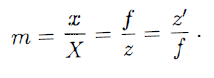 m = x/X = f/z = z'/f .